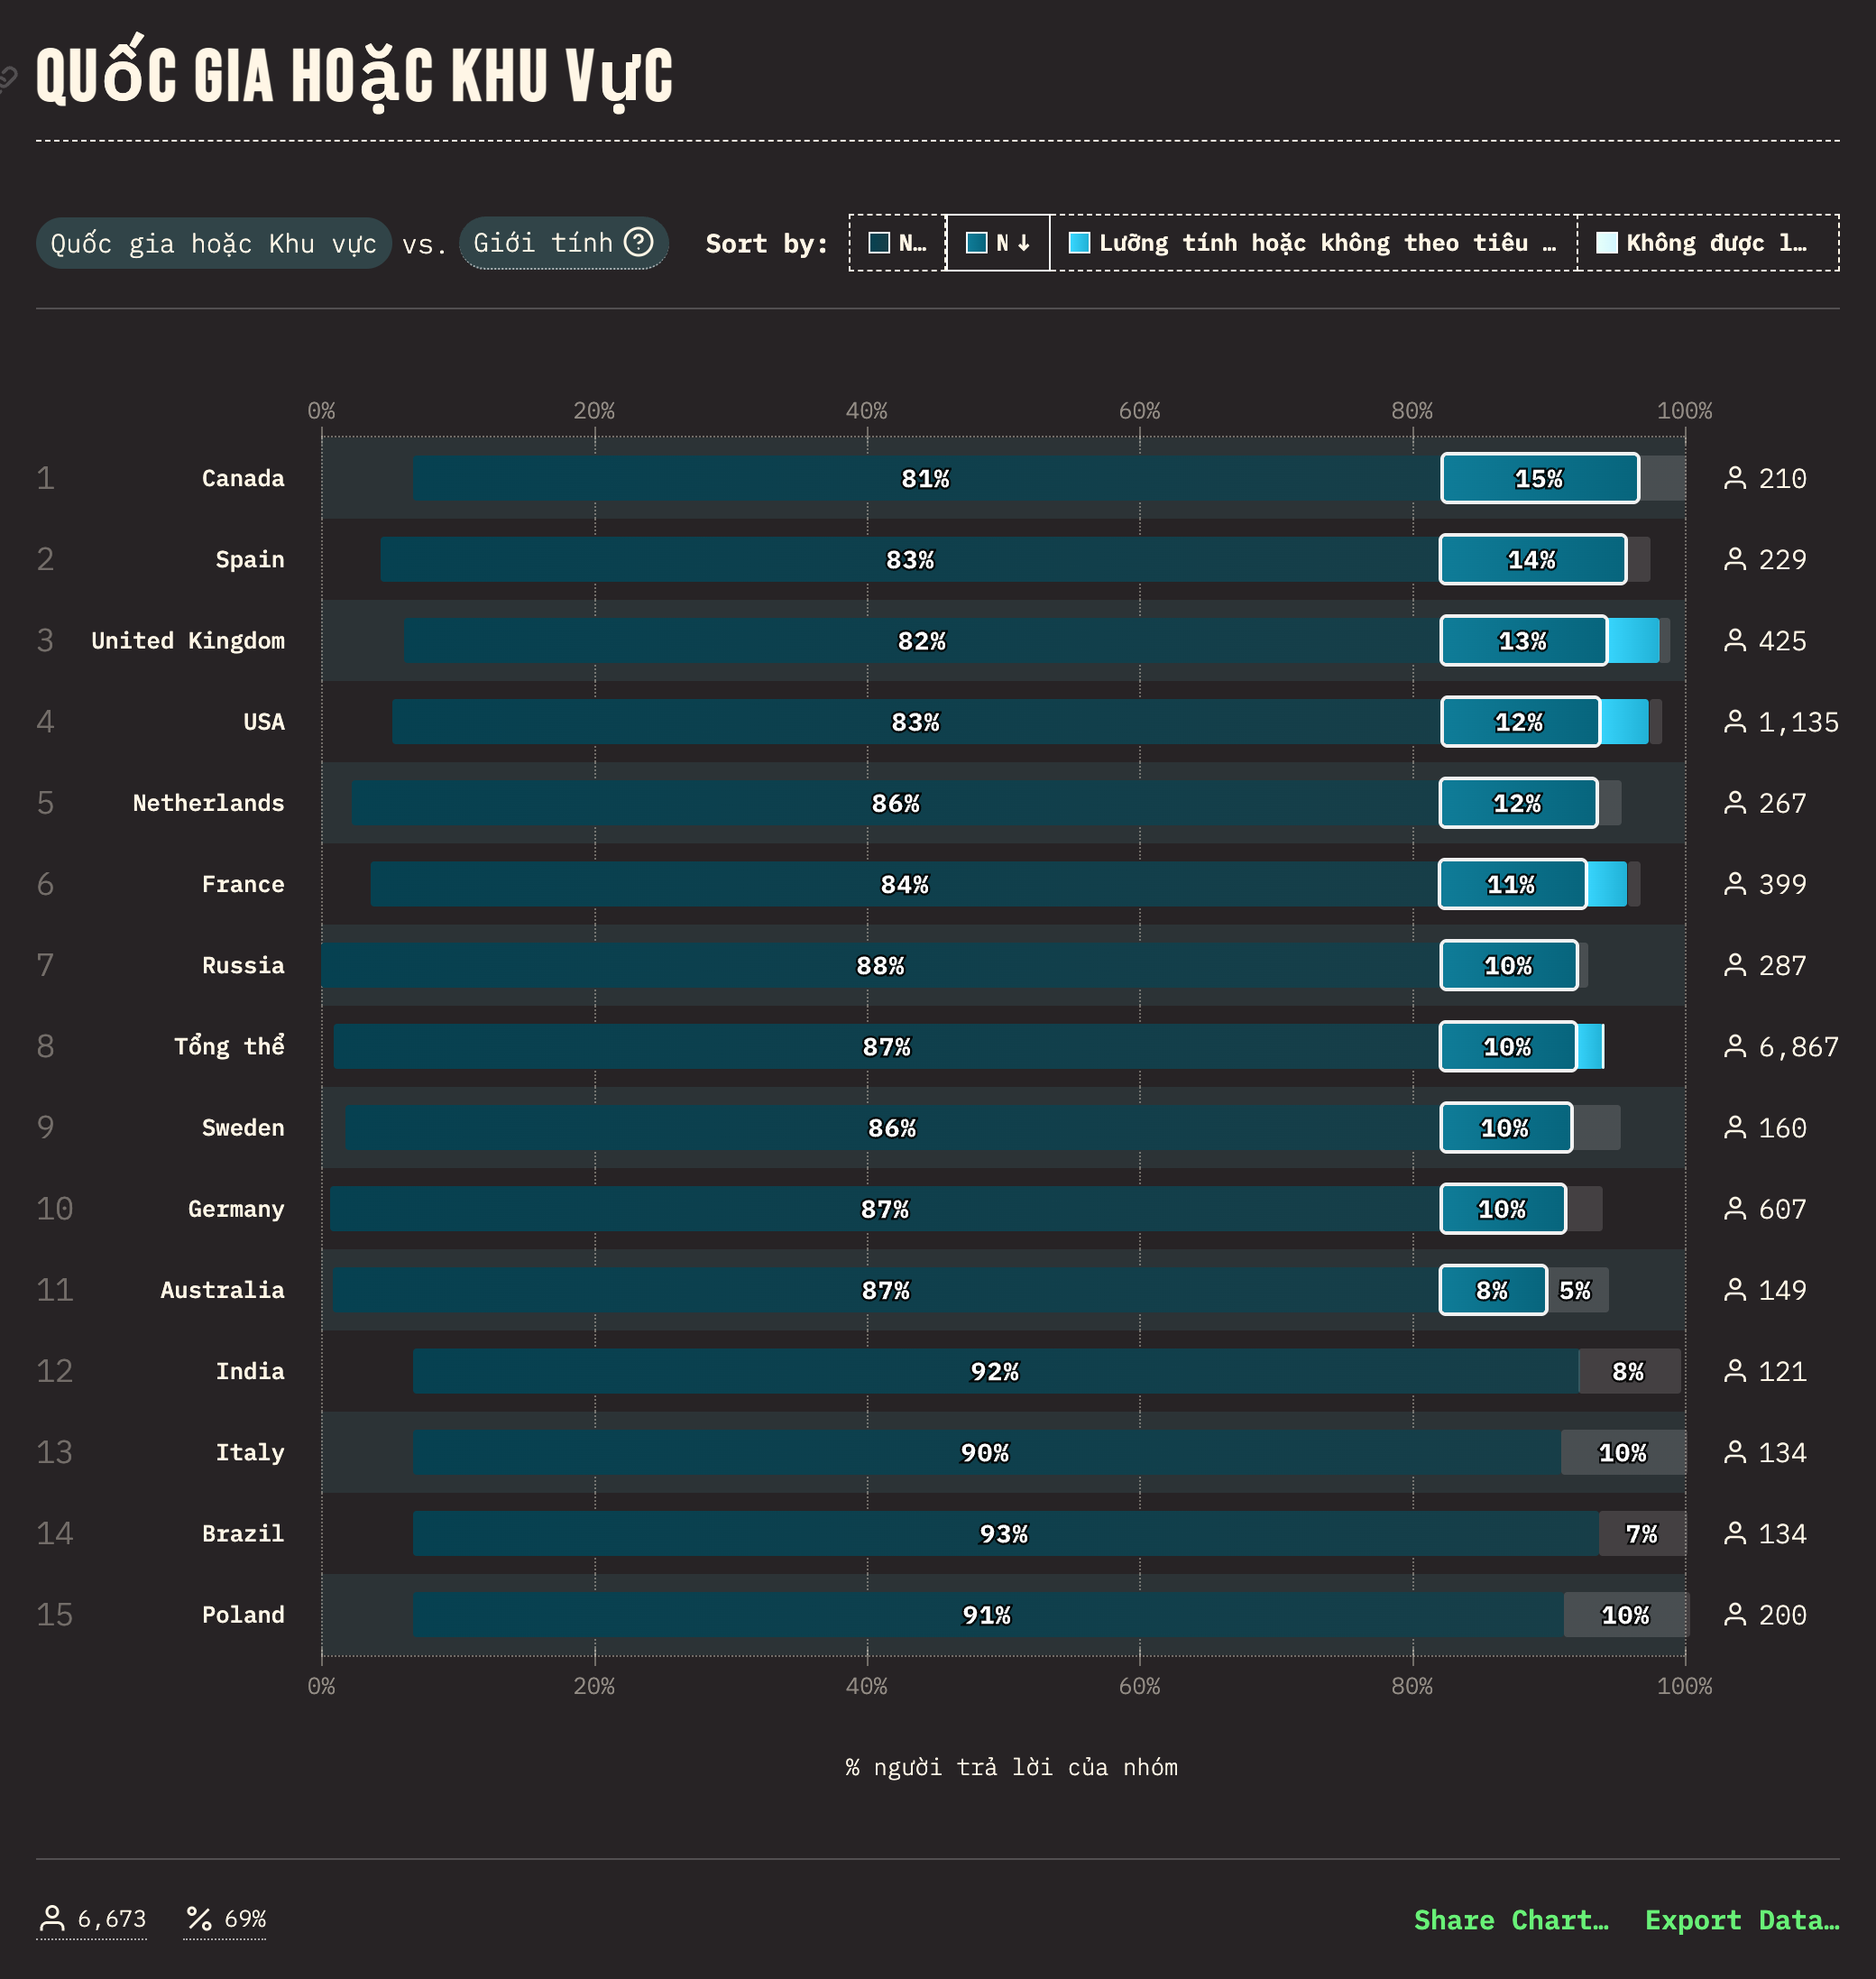 QUỐC GIA HOẶC KHU VỰC
Quốc gia hoặc Khu vực vs. Giới tính ? Sort by: N… N ↓ Lưỡng tính hoặc không theo tiêu … Không được l…
0% 20% 40% 60% 80% 100%
1 Canada 81% 15% 210
2 Spain 83% 14% 229
3 United Kingdom 82% 13% 425
4 USA 83% 12% 1,135
5 Netherlands 86% 12% 267
6 France 84% 11% 399
7 Russia 88% 10% 287
8 Tổng thể 87% 10% 6,867
9 Sweden 86% 10% 160
10 Germany 87% 10% 607
11 Australia 87% 8% 5% 149
12 India 92% 8% 121
13 Italy 90% 10% 134
14 Brazil 93% 7% 134
15 Poland 91% 10% 200
0% 20% 40% 60% 80% 100%
% người trả lời của nhóm
6,673 % 69% Share Chart… Export Data…